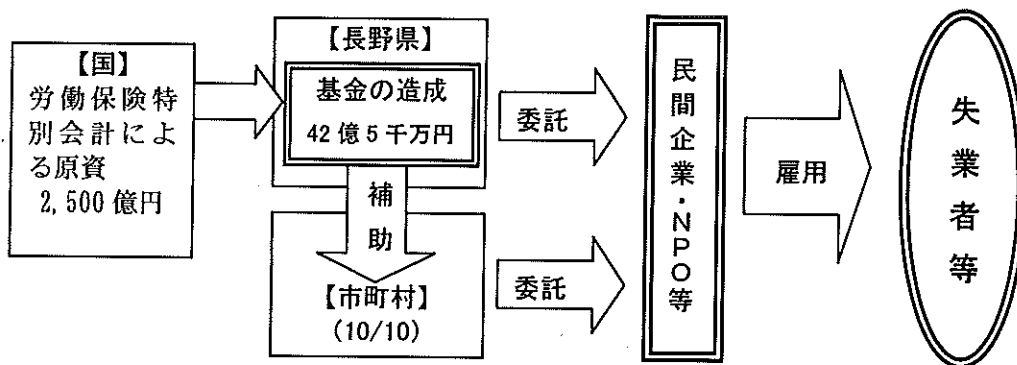 【国】
労働保険特
別会計によ
る原資
2,500億円
【長野県】
基金の造成
42億5千万円
補助
【市町村】
(10/10)
委託
委託
民間企業・NPO等
雇用
失業者等